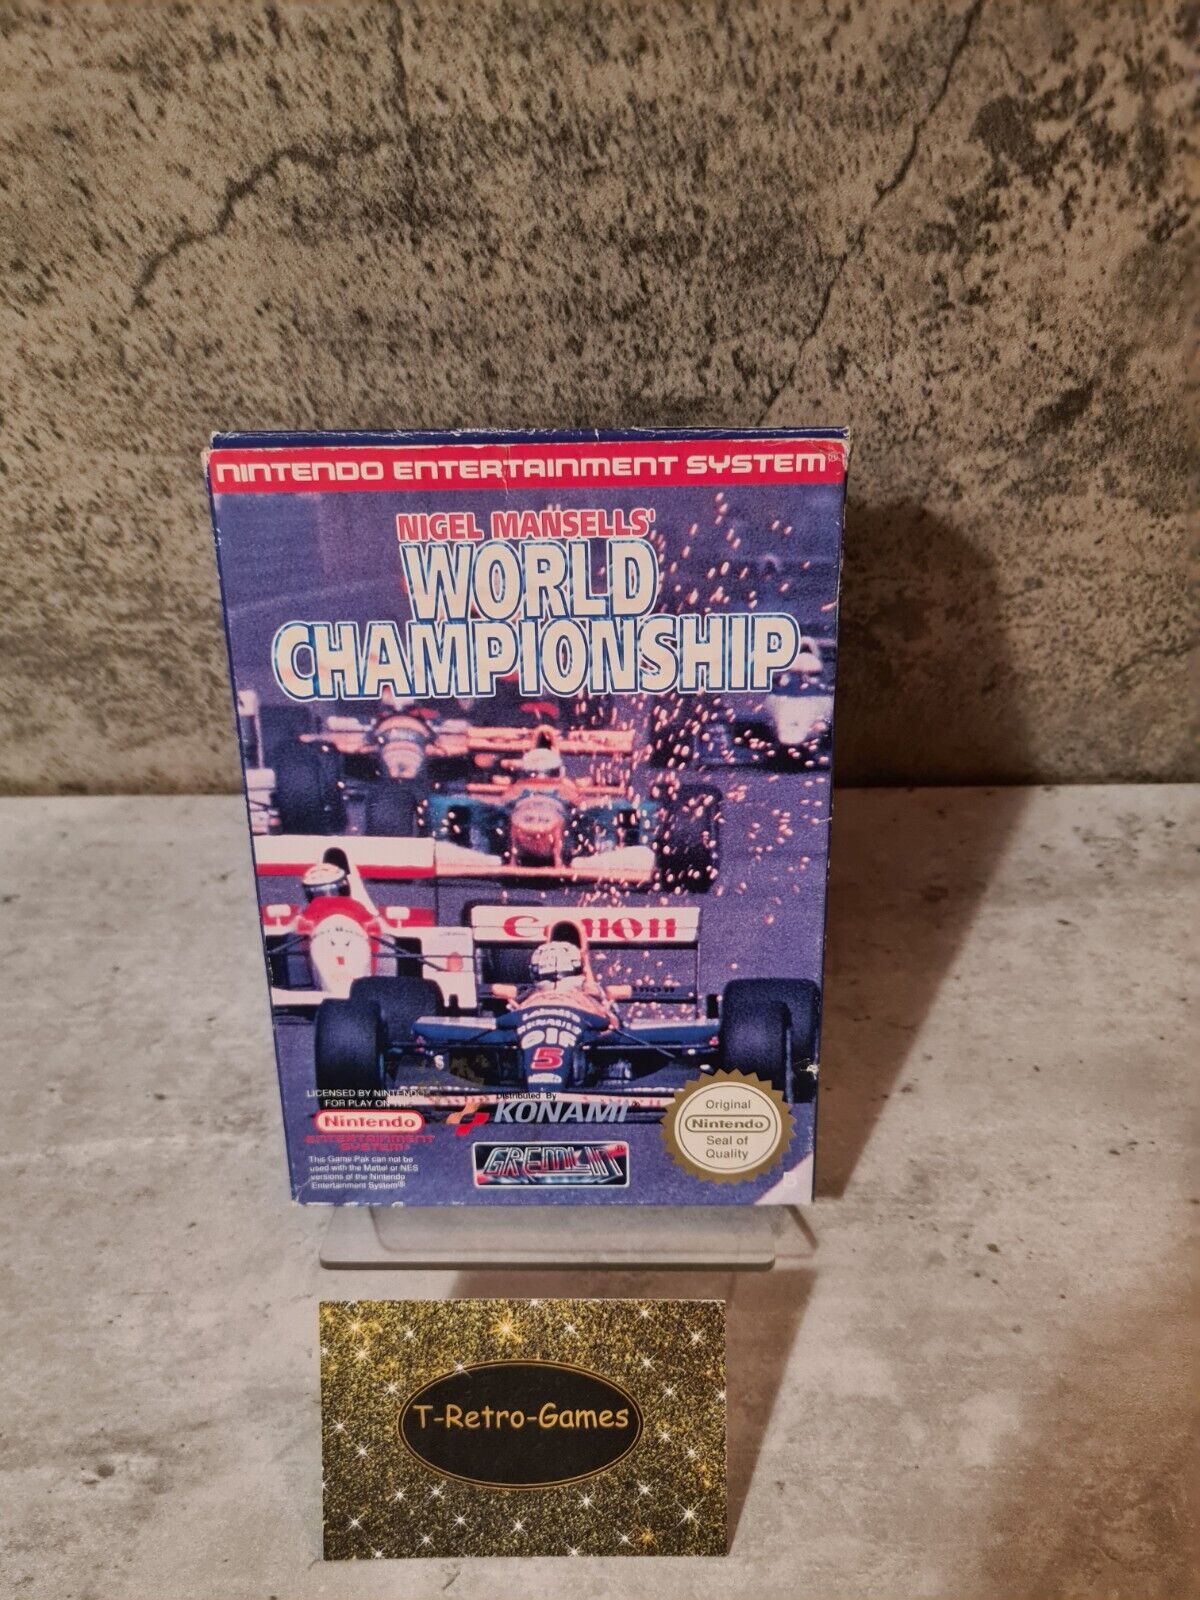 NINTENDO ENTERTAINMENT SYSTEM®
NIGEL MANSELLS'
WORLD
CHAMPIONSHIP
Canon
Canon
RENAULT
5
LICENSED BY NINTENDO®
FOR PLAY ON THE
Nintendo
ENTERTAINMENT
SYSTEM®
This Game Pak can not be
used with the Mattel or NES
versions of the Nintendo
Entertainment System®.
Distributed By
KONAMI
GREMLIN
Original
Nintendo
Seal of
Quality
T-Retro-Games